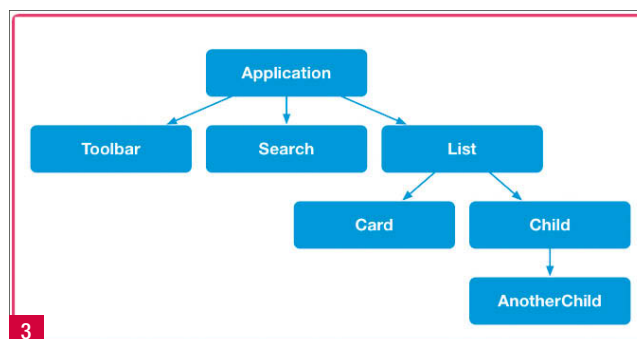 Application
Toolbar
Search
List
Card
Child
AnotherChild
3